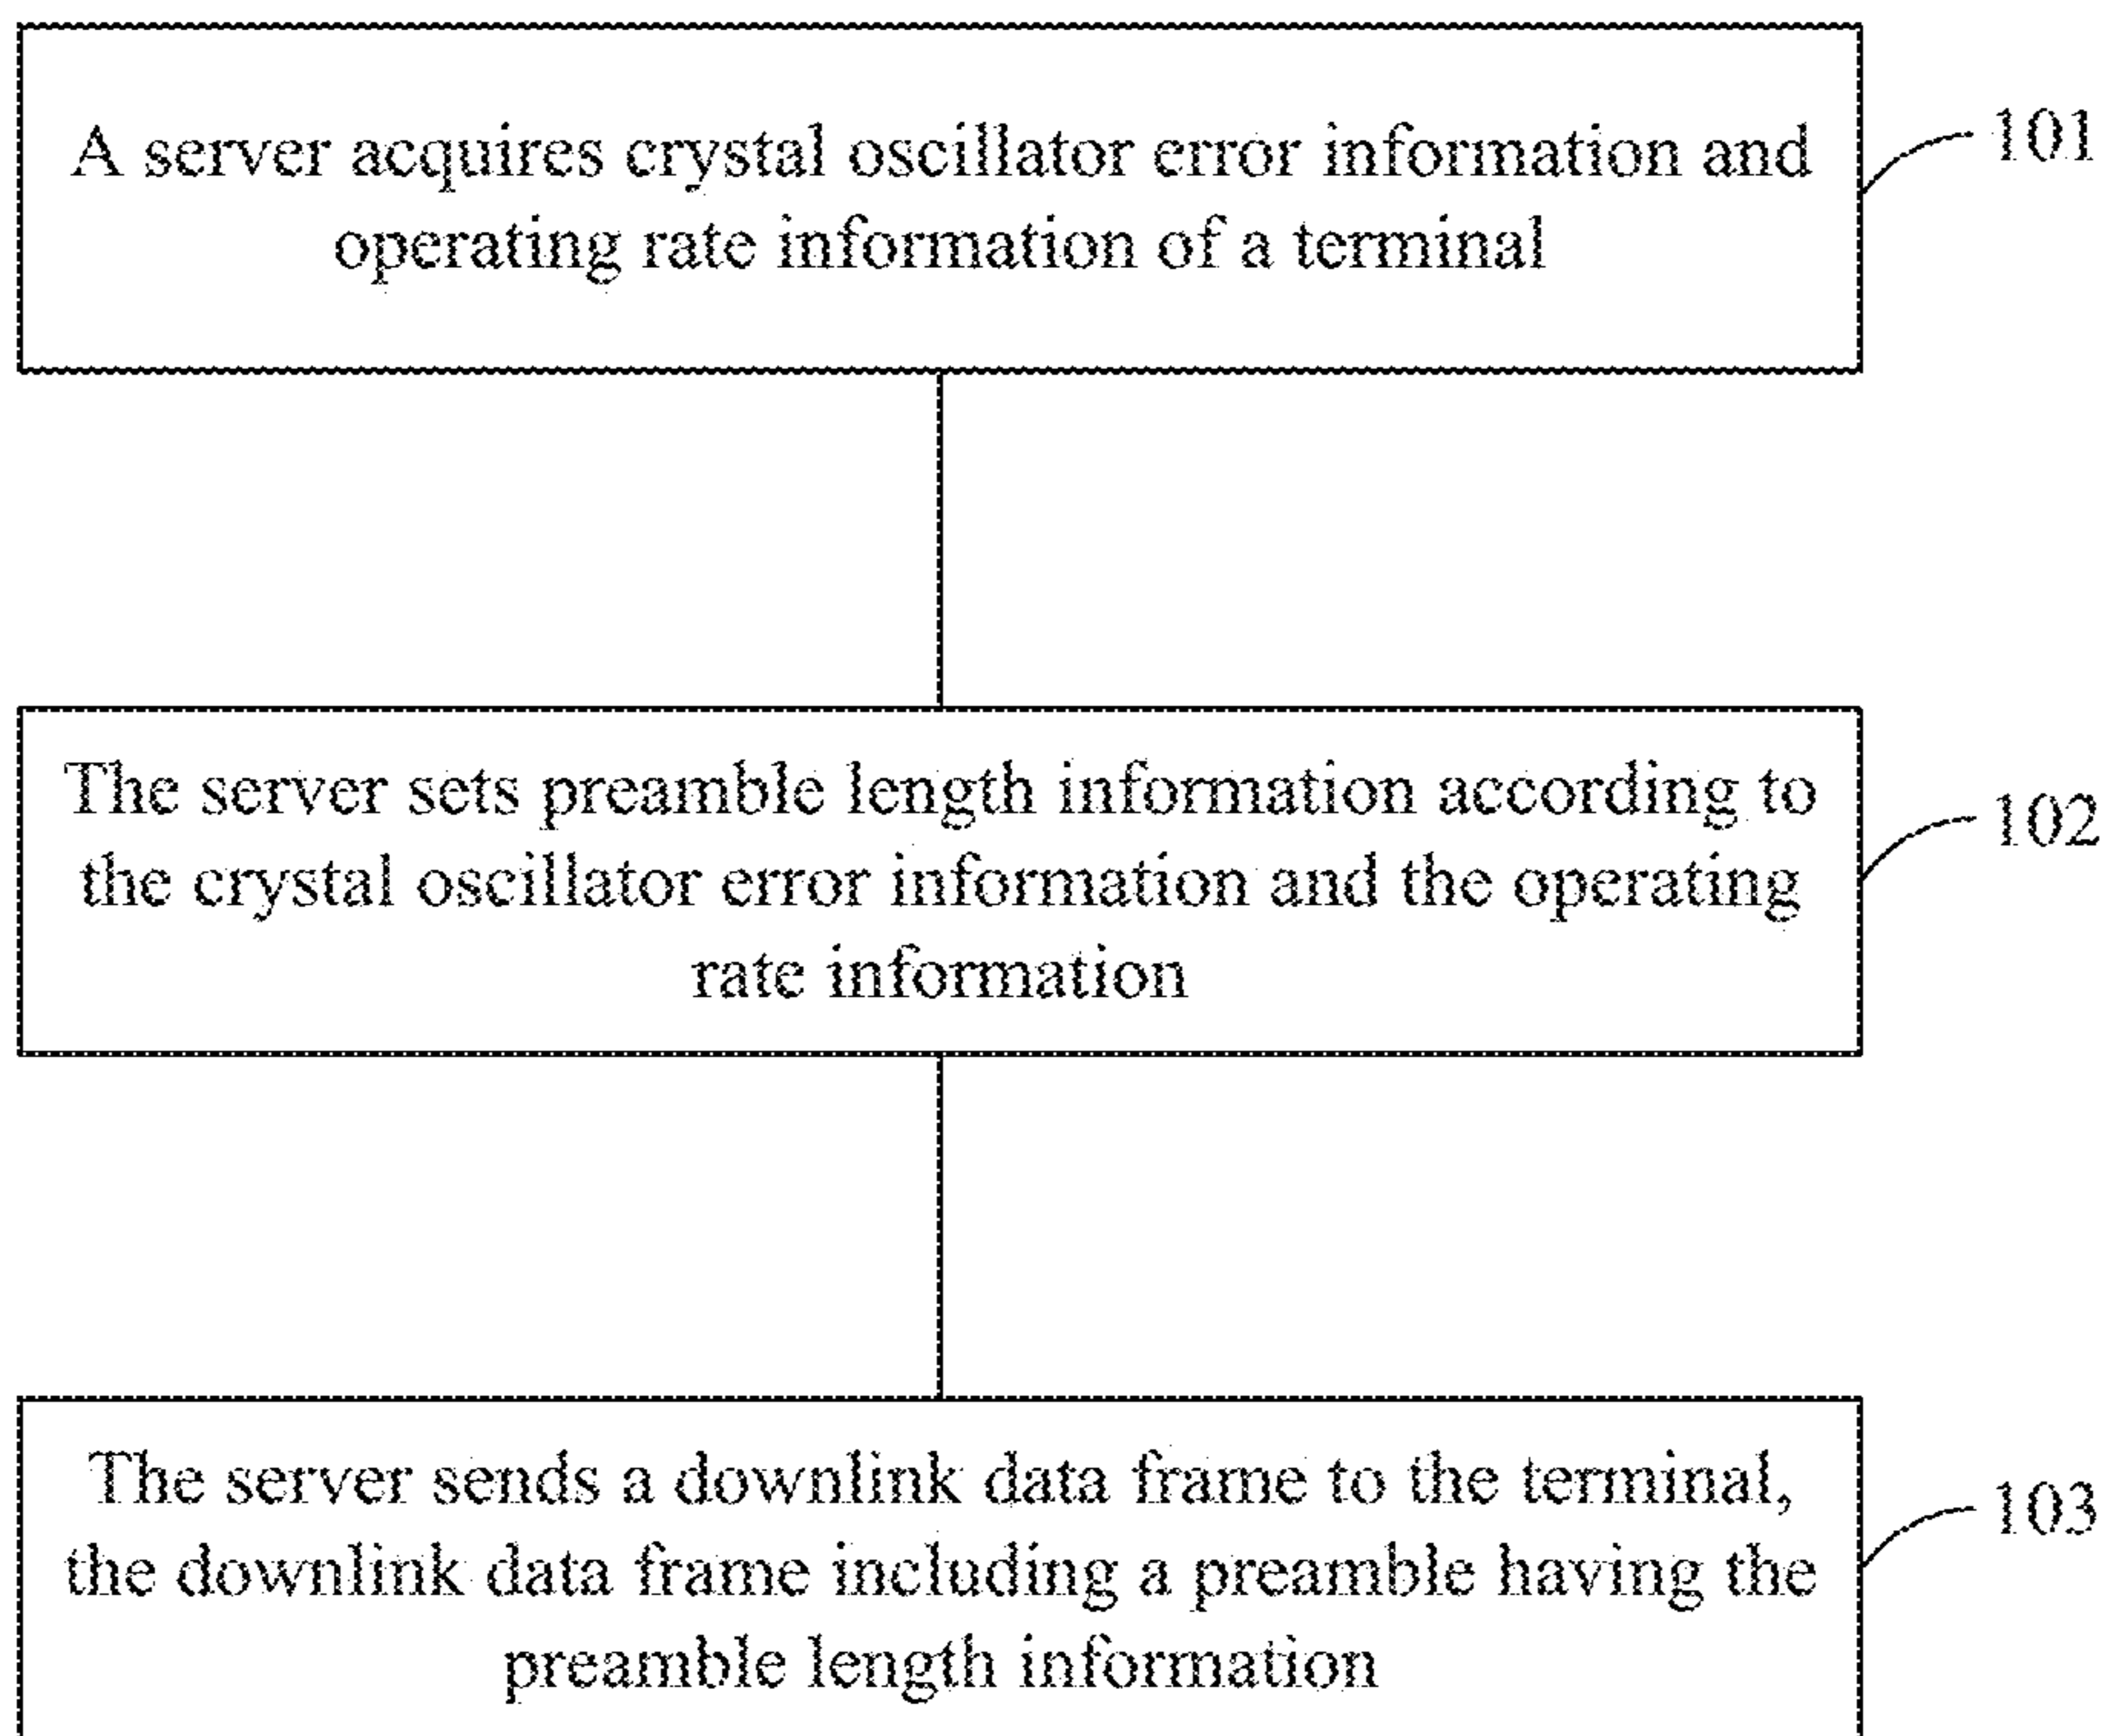 A server acquires crystal oscillator error information and
operating rate information of a terminal
101
The server sets preamble length information according to
the crystal oscillator error information and the operating
rate information
102
The server sends a downlink data frame to the terminal,
the downlink data frame including a preamble having the
preamble length information
103